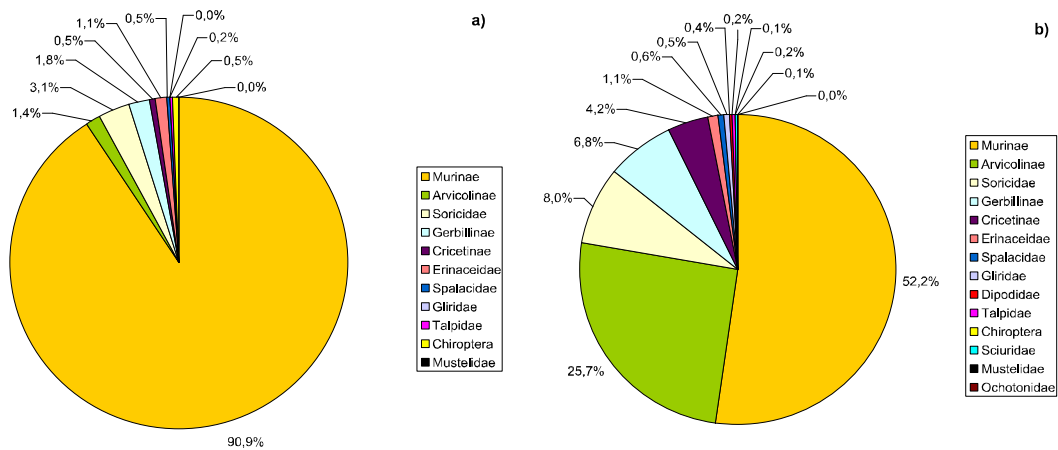 a)
0,5%
0,0%
1,1%
0,2%
0,5%
0,5%
1,8%
0,0%
3,1%
1,4%
90,9%
Murinae
Arvicolinae
Soricidae
Gerbillinae
Cricetinae
Erinaceidae
Spalacidae
Gliridae
Talpidae
Chiroptera
Mustelidae
b)
0,2%
0,4%
0,1%
0,5%
0,2%
0,6%
0,1%
1,1%
0,0%
4,2%
6,8%
8,0%
25,7%
52,2%
Murinae
Arvicolinae
Soricidae
Gerbillinae
Cricetinae
Erinaceidae
Spalacidae
Gliridae
Dipodidae
Talpidae
Chiroptera
Sciuridae
Mustelidae
Ochotonidae